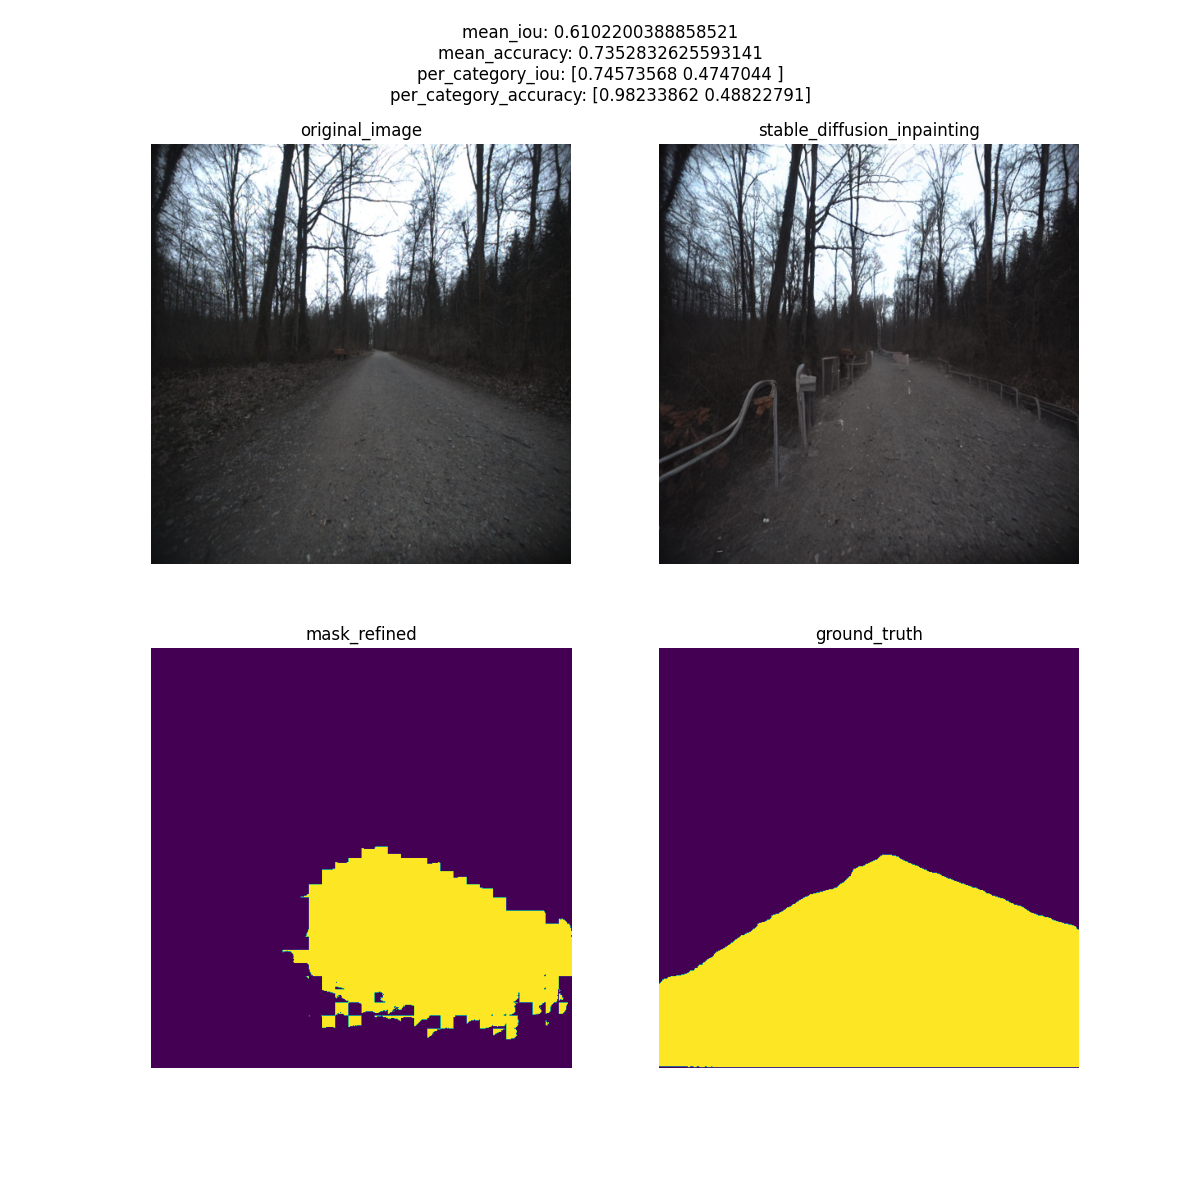 mean_iou: 0.6102200388858521
mean_accuracy: 0.7352832625593141
per_category_iou: [0.74573568 0.4747044 ]
per_category_accuracy: [0.98233862 0.48822791]
original_image
stable_diffusion_inpainting
mask_refined
ground_truth